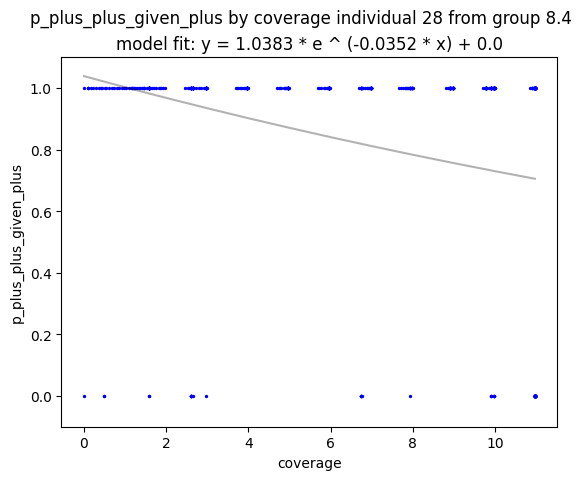 p_plus_plus_given_plus by coverage individual 28 from group 8.4
model fit: y = 1.0383 * e ^ (-0.0352 * x) + 0.0
1.0
0.8
0.6
0.4
0.2
0.0
p_plus_plus_given_plus
0 2 4 6 8 10
coverage